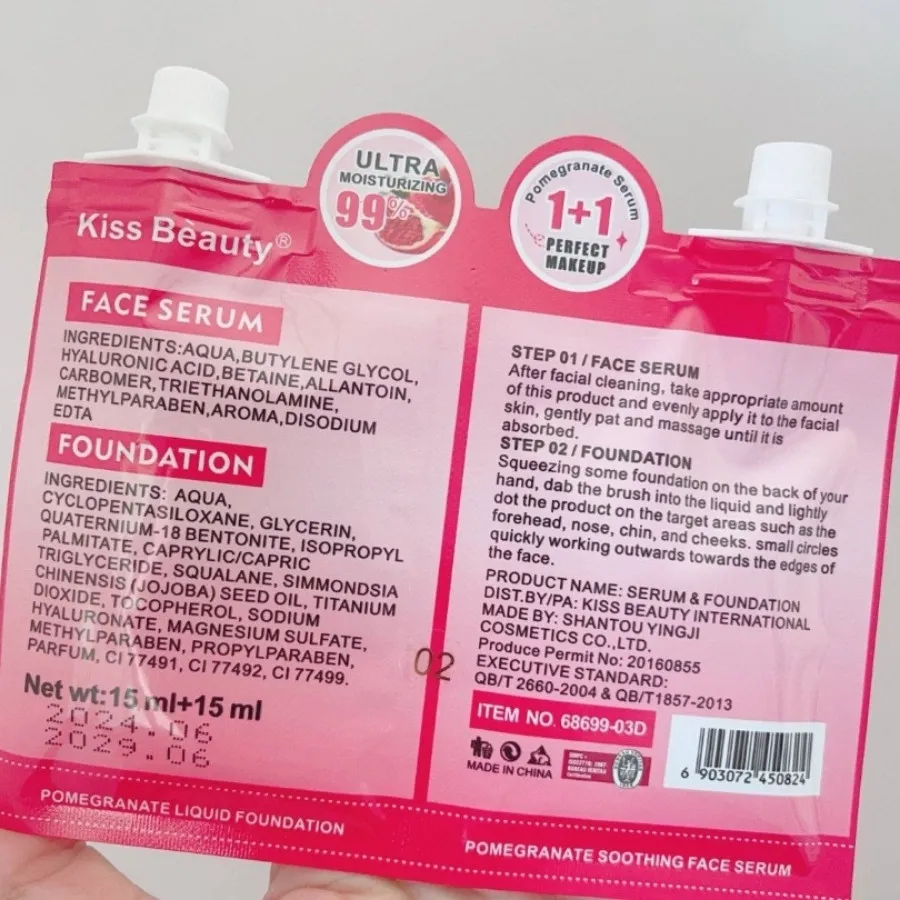 ULTRA
MOISTURIZING
99%
Pomegranate Serum
1+1
PERFECT
MAKEUP
Kiss Beauty®
FACE SERUM
INGREDIENTS:AQUA,BUTYLENE GLYCOL,
HYALURONIC ACID,BETAINE,ALLANTOIN,
CARBOMER,TRIETHANOLAMINE,
METHYLPARABEN,AROMA,DISODIUM
EDTA
FOUNDATION
INGREDIENTS: AQUA,
CYCLOPENTASILOXANE, GLYCERIN,
QUATERNIUM-18 BENTONITE, ISOPROPYL
PALMITATE, CAPRYLIC/CAPRIC
TRIGLYCERIDE, SQUALANE, SIMMONDSIA
CHINENSIS (JOJOBA) SEED OIL, TITANIUM
DIOXIDE, TOCOPHEROL, SODIUM
HYALURONATE, MAGNESIUM SULFATE,
METHYLPARABEN, PROPYLPARABEN,
PARFUM, CI 77491, CI 77492, CI 77499.
02
Net wt:15 ml+15 ml
2024.06
2029.06
POMEGRANATE LIQUID FOUNDATION
STEP 01 / FACE SERUM
After facial cleaning, take appropriate amount
of this product and evenly apply it to the facial
skin, gently pat and massage until it is
absorbed.
STEP 02 / FOUNDATION
Squeezing some foundation on the back of your
hand, dab the brush into the liquid and lightly
dot the product on the target areas such as the
forehead, nose, chin, and cheeks. small circles
quickly working outwards towards the edges of
the face.
PRODUCT NAME: SERUM & FOUNDATION
DIST.BY/PA: KISS BEAUTY INTERNATIONAL
MADE BY: SHANTOU YINGJI
COSMETICS CO.,LTD.
Produce Permit No: 20160855
EXECUTIVE STANDARD:
QB/T 2660-2004 & QB/T1857-2013
ITEM NO. 68699-03D
MADE IN CHINA
6 903072 450824
POMEGRANATE SOOTHING FACE SERUM